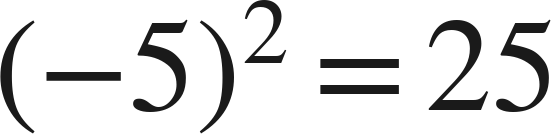 (−5)² = 25